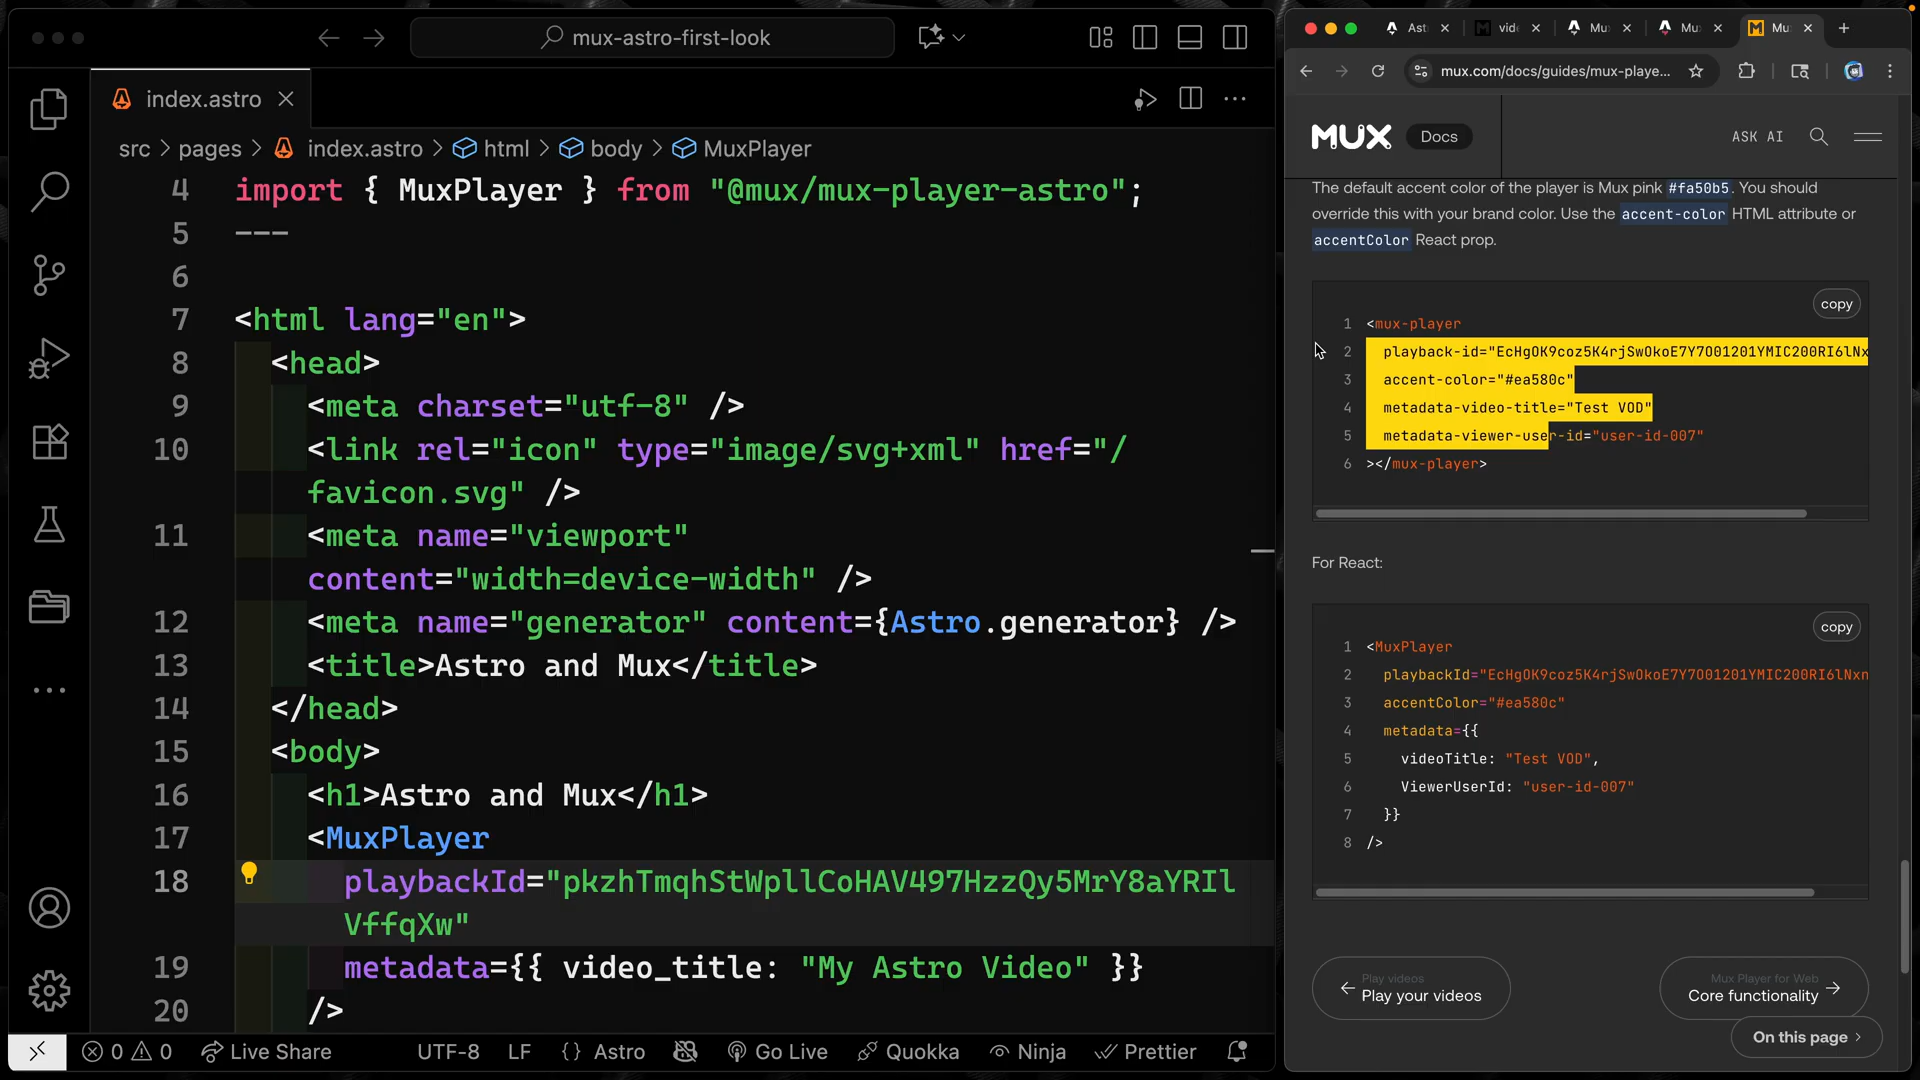 mux-astro-first-look
index.astro
src > pages > index.astro > html > body > MuxPlayer
4 import { MuxPlayer } from "@mux/mux-player-astro";
5 ---
6
7 <html lang="en">
8 <head>
9 <meta charset="utf-8" />
10 <link rel="icon" type="image/svg+xml" href="/
favicon.svg" />
11 <meta name="viewport"
content="width=device-width" />
12 <meta name="generator" content={Astro.generator} />
13 <title>Astro and Mux</title>
14 </head>
15 <body>
16 <h1>Astro and Mux</h1>
17 <MuxPlayer
18 playbackId="pkzhTmqhStWpllCoHAV497HzzQy5MrY8aYRIl
VffqXw"
19 metadata={{ video_title: "My Astro Video" }}
20 />
0 0 Live Share UTF-8 LF {} Astro Go Live Quokka Ninja Prettier
Ast vide Mu Mu Mu
mux.com/docs/guides/mux-playe...
MUX Docs ASK AI
The default accent color of the player is Mux pink #fa50b5. You should
override this with your brand color. Use the accent-color HTML attribute or
accentColor React prop.
copy
1 <mux-player
2 playback-id="EcHgOK9coz5K4rjSwOkoE7Y7O01201YMIC200RI6lNx
3 accent-color="#ea580c"
4 metadata-video-title="Test VOD"
5 metadata-viewer-user-id="user-id-007"
6 ></mux-player>
For React:
copy
1 <MuxPlayer
2 playbackId="EcHgOK9coz5K4rjSwOkoE7Y7O01201YMIC200RI6lNxn
3 accentColor="#ea580c"
4 metadata={{
5 videoTitle: "Test VOD",
6 ViewerUserId: "user-id-007"
7 }}
8 />
Play videos
← Play your videos
Mux Player for Web
Core functionality →
On this page >